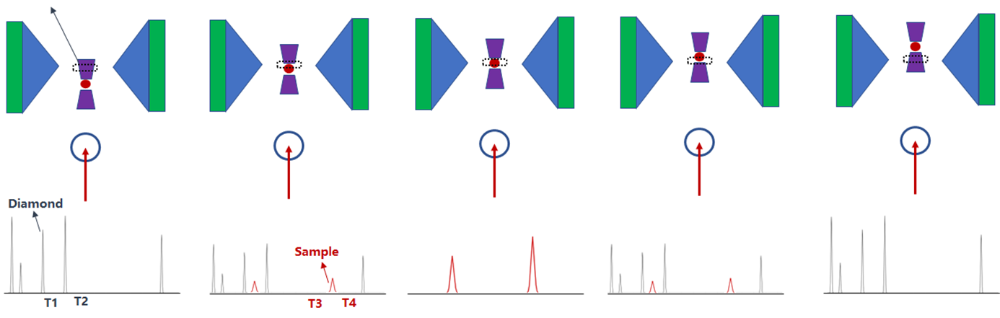 Diamond
T1 T2
Sample
T3 T4